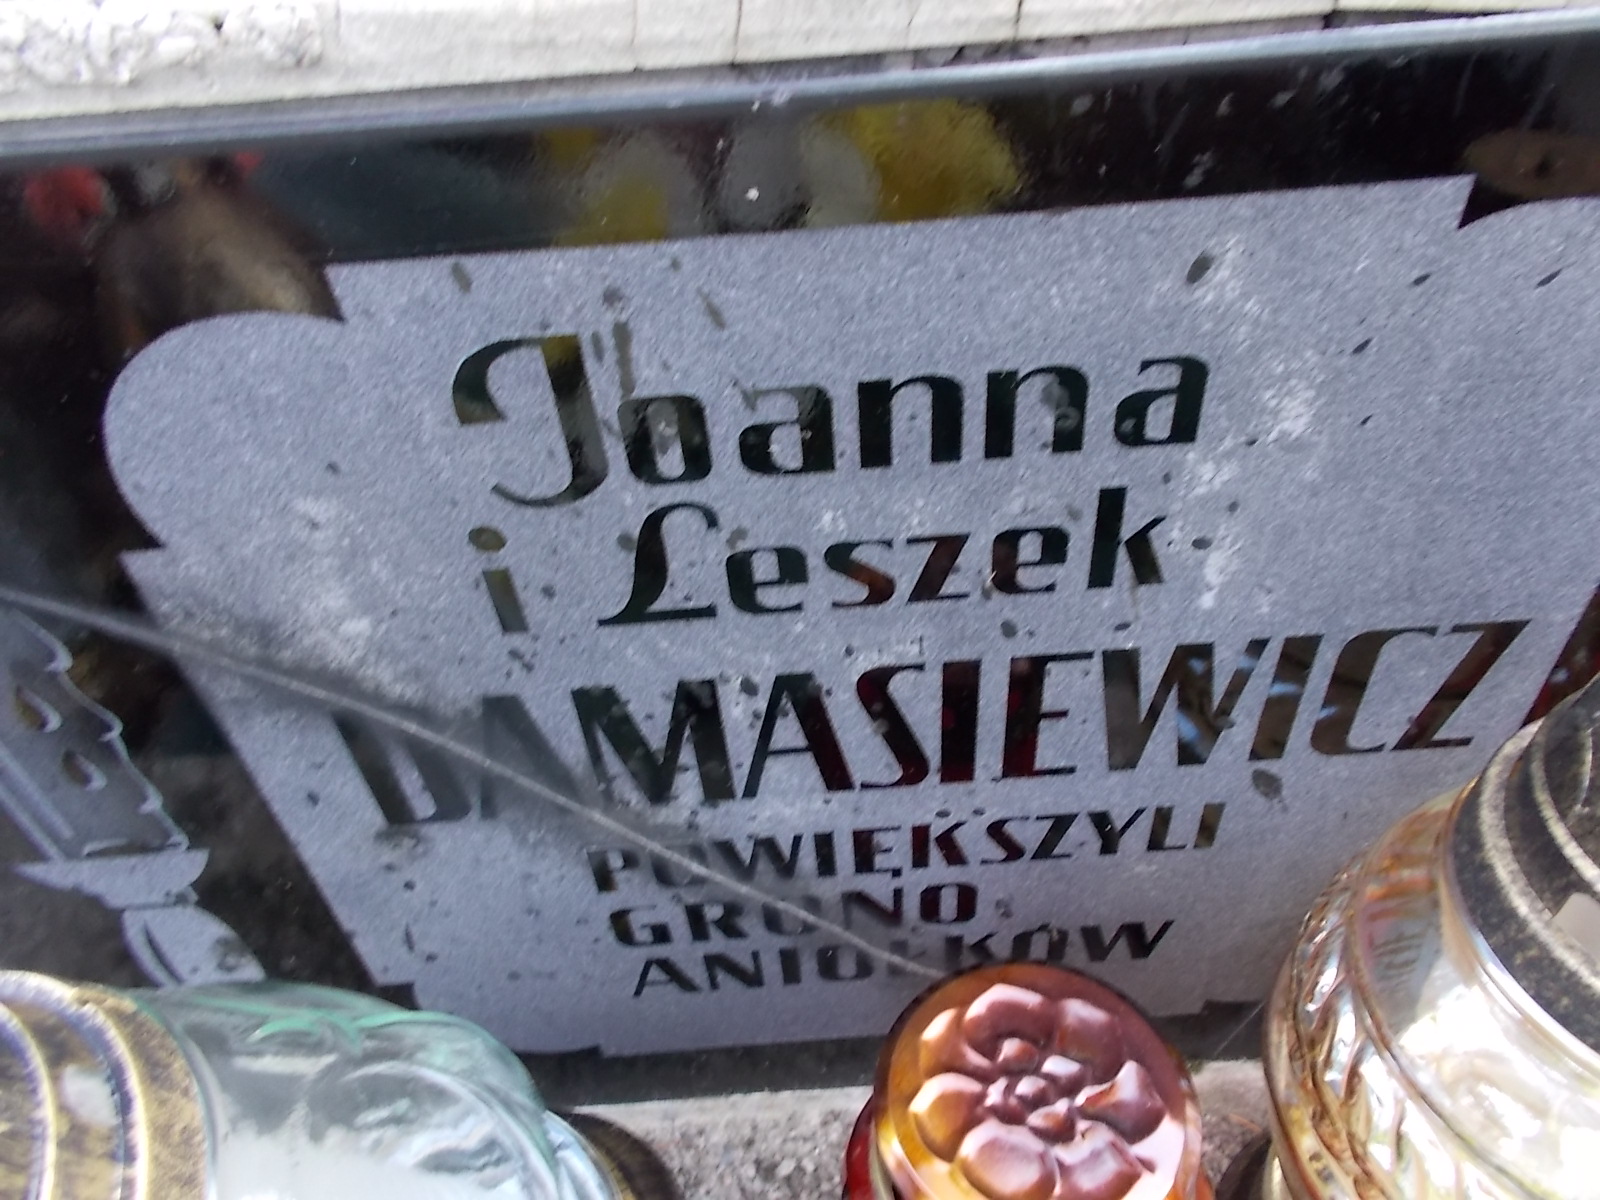 Joanna
i Leszek
DAMASIEWICZ
POWIĘKSZYLI
GRONO
ANIOŁKÓW